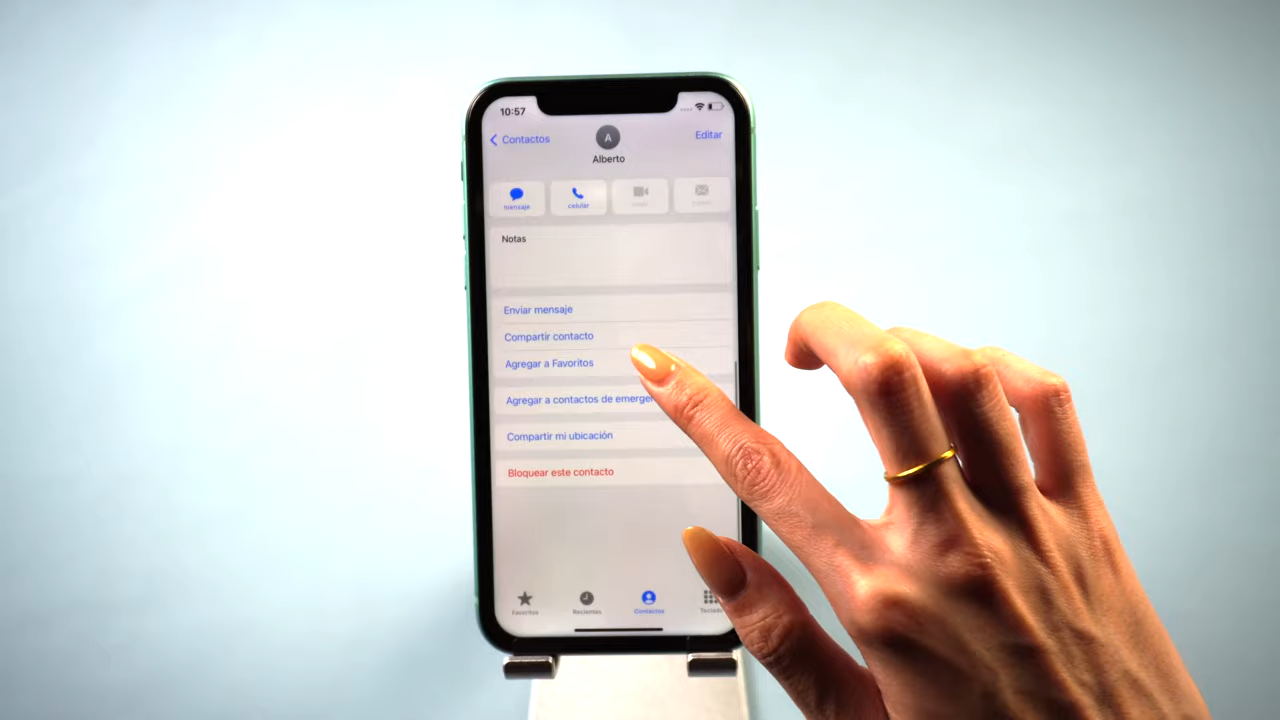 10:57
Contactos
Editar
A
Alberto
mensaje
celular
Notas
Enviar mensaje
Compartir contacto
Agregar a Favoritos
Agregar a contactos de emerge
Compartir mi ubicación
Bloquear este contacto
Favoritos
Recientes
Contactos
Teclado